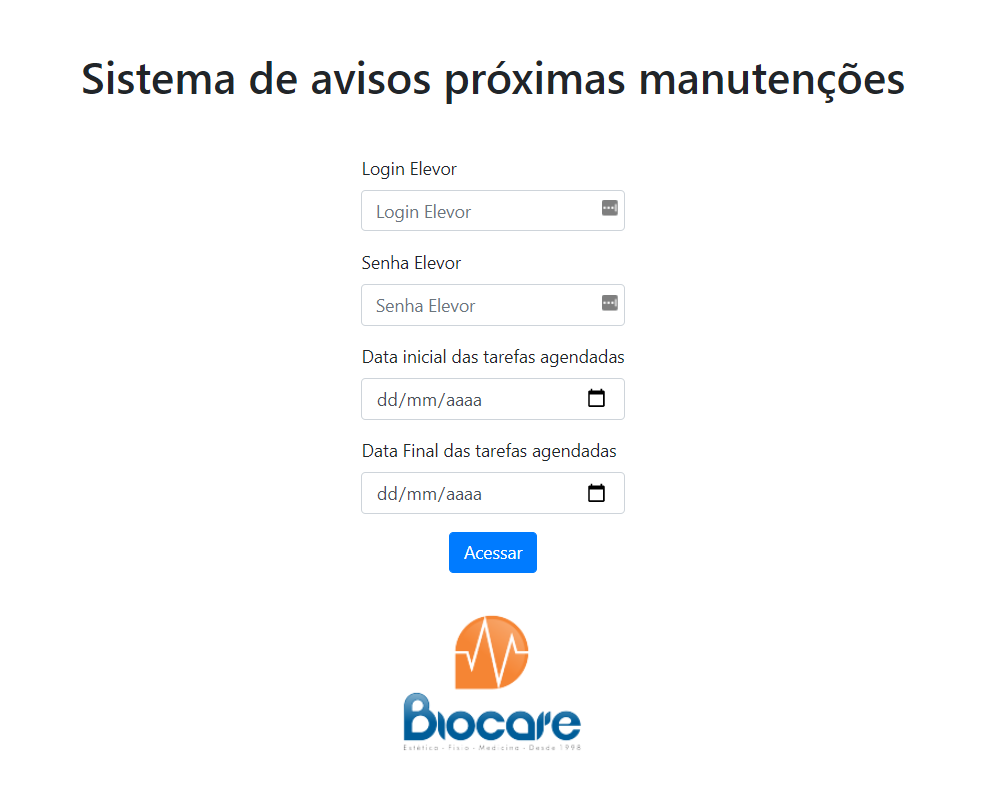 Sistema de avisos próximas manutenções
Login Elevor
Login Elevor
Senha Elevor
Senha Elevor
Data inicial das tarefas agendadas
dd/mm/aaaa
Data Final das tarefas agendadas
dd/mm/aaaa
Acessar
Biocare
Estética - Fisio - Medicina - Desde 1998